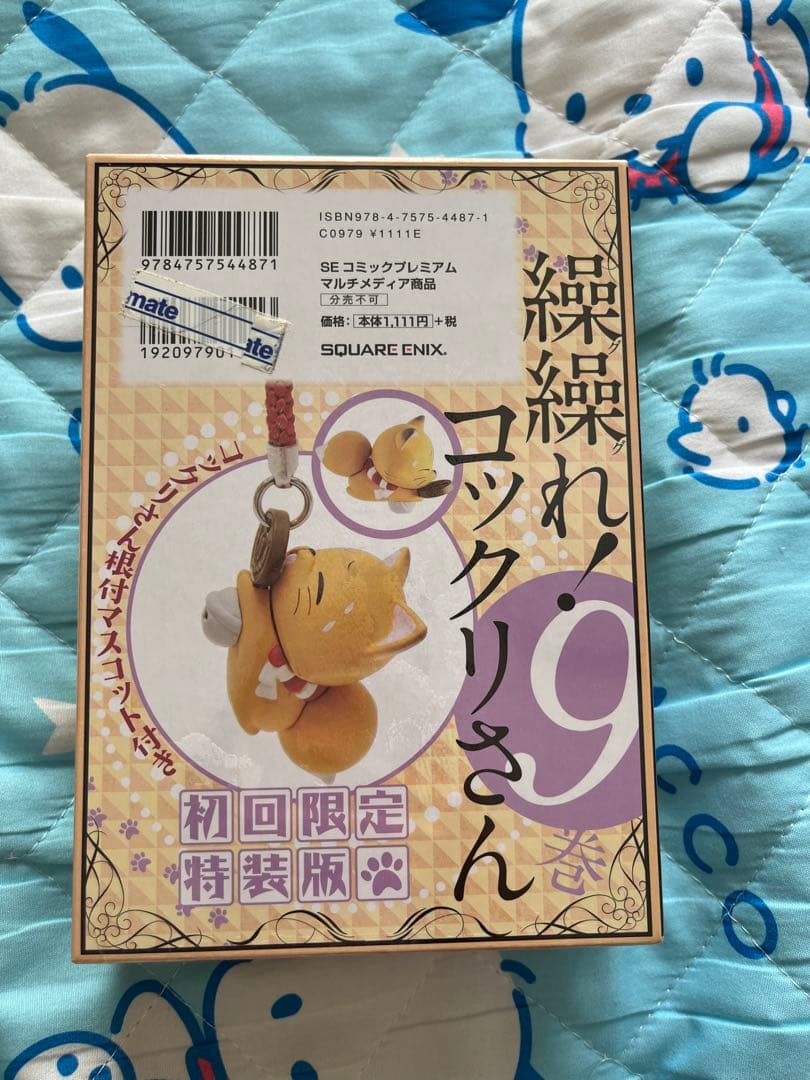 ISBN978-4-7575-4487-1
C0979 ¥1111E
9784757544871
SEコミックプレミアム
マルチメディア商品
分売不可
価格：本体1,111円+税
SQUARE ENIX.
mate
ate
192097901
繰繰れ！
ググ
コックリさん
9
巻
コックリさん根付マスコット付き
初回限定
特装版
CCO